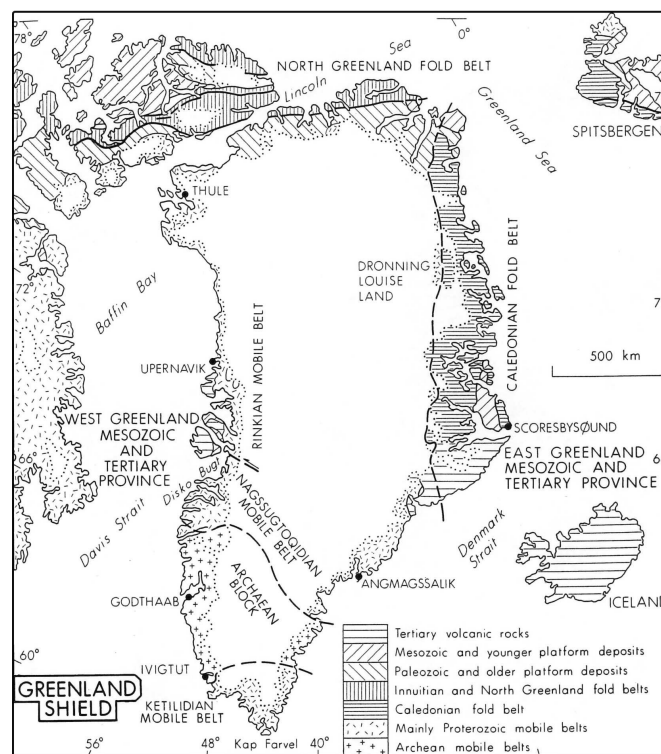 78°
0°
NORTH GREENLAND FOLD BELT
Lincoln Sea
Greenland Sea
SPITSBERGEN
THULE
72°
Baffin Bay
DRONNING
LOUISE
LAND
CALEDONIAN FOLD BELT
7
500 km
UPERNAVIK
RINKIAN MOBILE BELT
WEST GREENLAND
MESOZOIC
AND
TERTIARY
PROVINCE
SCORESBYSØUND
EAST GREENLAND
MESOZOIC AND
TERTIARY PROVINCE
66°
6
Disko Bugt
Davis Strait
NAGSSUGTOQIDIAN
MOBILE BELT
Denmark
Strait
ANGMAGSSALIK
ARCHAEAN
BLOCK
GODTHAAB
ICELAND
60°
IVIGTUT
GREENLAND
SHIELD
KETILIDIAN
MOBILE BELT
56°
48°
Kap Farvel
40°
Tertiary volcanic rocks
Mesozoic and younger platform deposits
Paleozoic and older platform deposits
Innuitian and North Greenland fold belts
Caledonian fold belt
Mainly Proterozoic mobile belts
Archean mobile belts